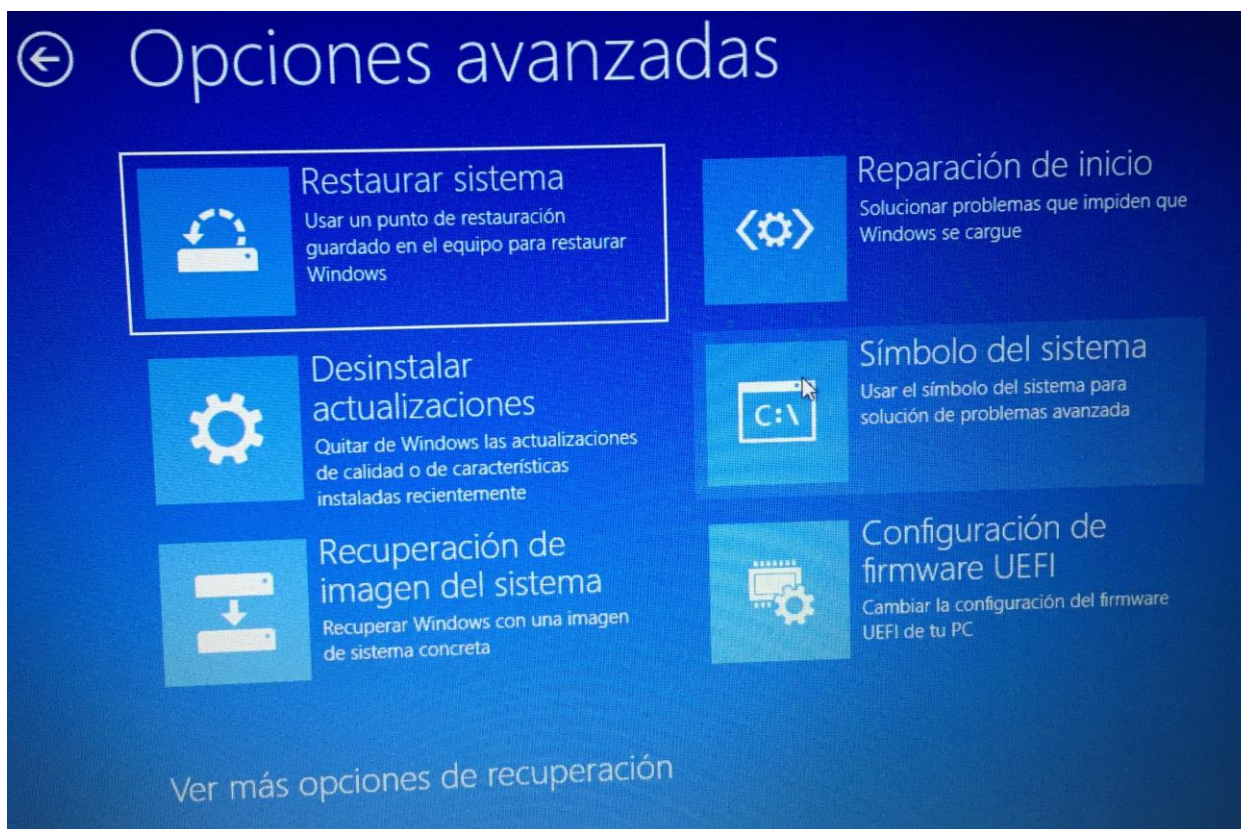 Opciones avanzadas
Restaurar sistema
Usar un punto de restauración
guardado en el equipo para restaurar
Windows
Reparación de inicio
Solucionar problemas que impiden que
Windows se cargue
Desinstalar
actualizaciones
Quitar de Windows las actualizaciones
de calidad o de características
instaladas recientemente
C:\
Símbolo del sistema
Usar el símbolo del sistema para
solución de problemas avanzada
Recuperación de
imagen del sistema
Recuperar Windows con una imagen
de sistema concreta
Configuración de
firmware UEFI
Cambiar la configuración del firmware
UEFI de tu PC
Ver más opciones de recuperación